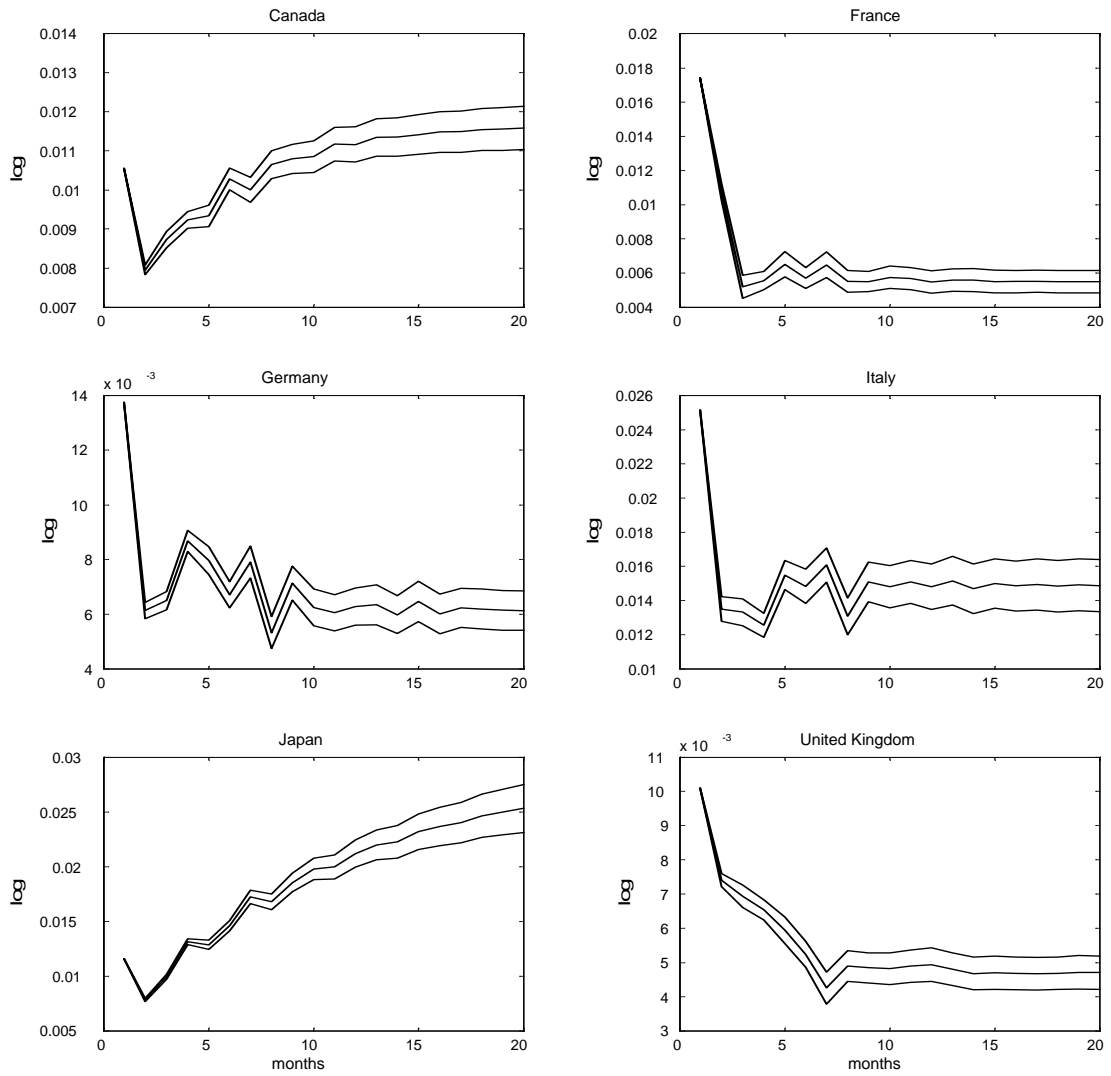 Canada
0.014
0.013
0.012
0.011
0.01
0.009
0.008
0.007
log
0 5 10 15 20
France
0.02
0.018
0.016
0.014
0.012
0.01
0.008
0.006
0.004
log
0 5 10 15 20
Germany
x 10 -3
14
12
10
8
6
4
log
0 5 10 15 20
Italy
0.026
0.024
0.022
0.02
0.018
0.016
0.014
0.012
0.01
log
0 5 10 15 20
Japan
0.03
0.025
0.02
0.015
0.01
0.005
log
0 5 10 15 20
months
United Kingdom
x 10 -3
11
10
9
8
7
6
5
4
3
log
0 5 10 15 20
months